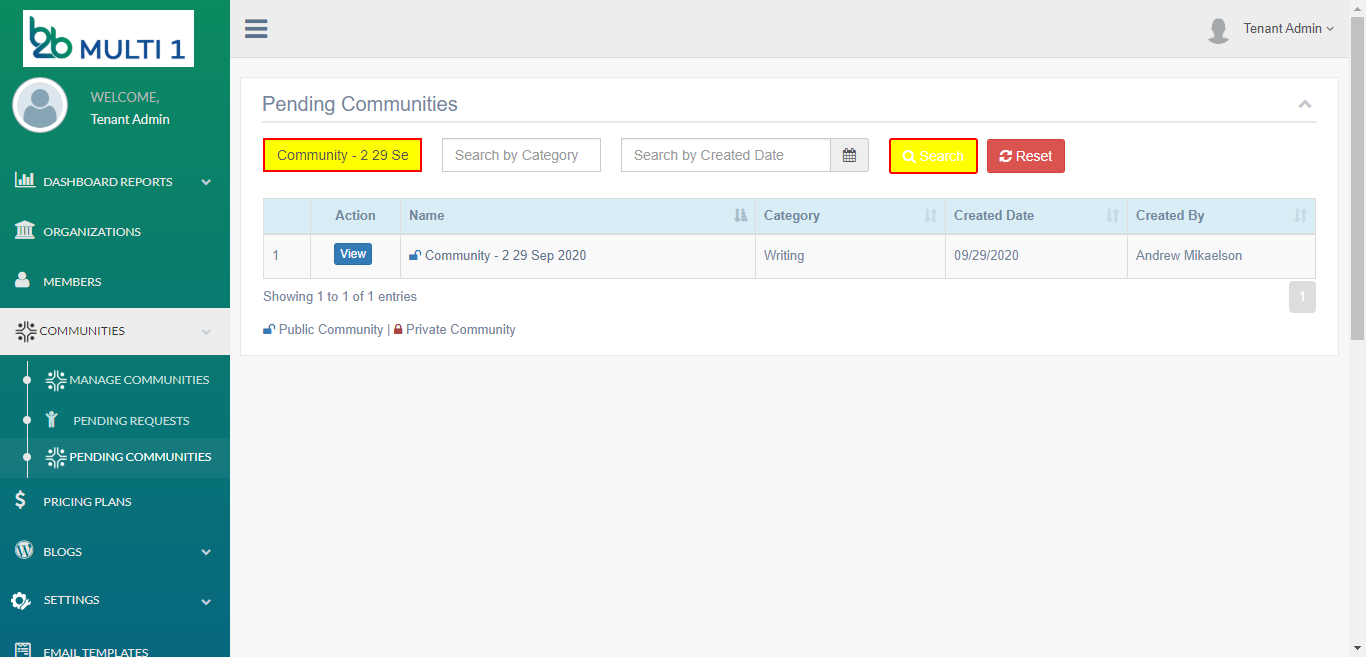 b2b MULTI 1
Tenant Admin
WELCOME,
Tenant Admin
DASHBOARD REPORTS
ORGANIZATIONS
MEMBERS
COMMUNITIES
MANAGE COMMUNITIES
PENDING REQUESTS
PENDING COMMUNITIES
PRICING PLANS
BLOGS
SETTINGS
EMAIL TEMPLATES
Pending Communities
Community - 2 29 Se Search by Category Search by Created Date Search Reset
Action Name Category Created Date Created By
1 View Community - 2 29 Sep 2020 Writing 09/29/2020 Andrew Mikaelson
Showing 1 to 1 of 1 entries 1
Public Community | Private Community